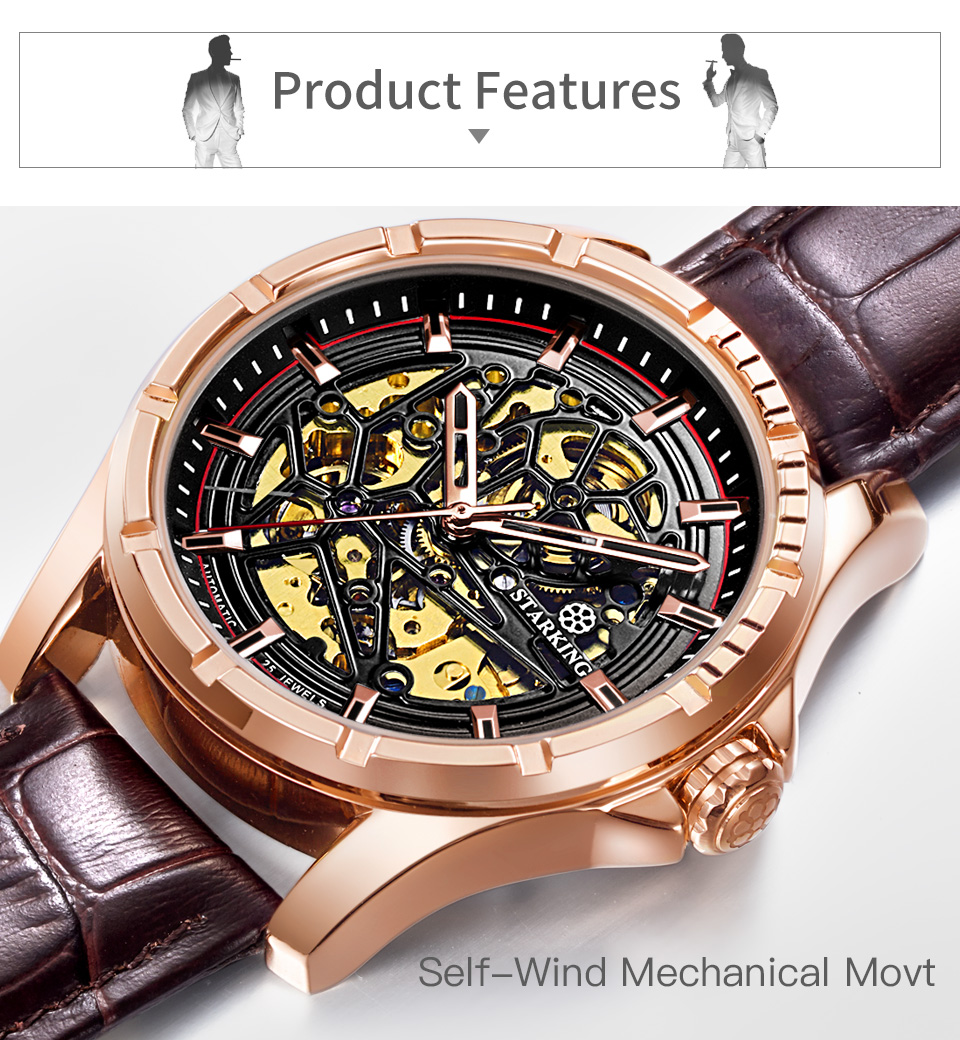 Product Features
STARKING
AUTOMATIC
25 JEWELS
Self-Wind Mechanical Movt